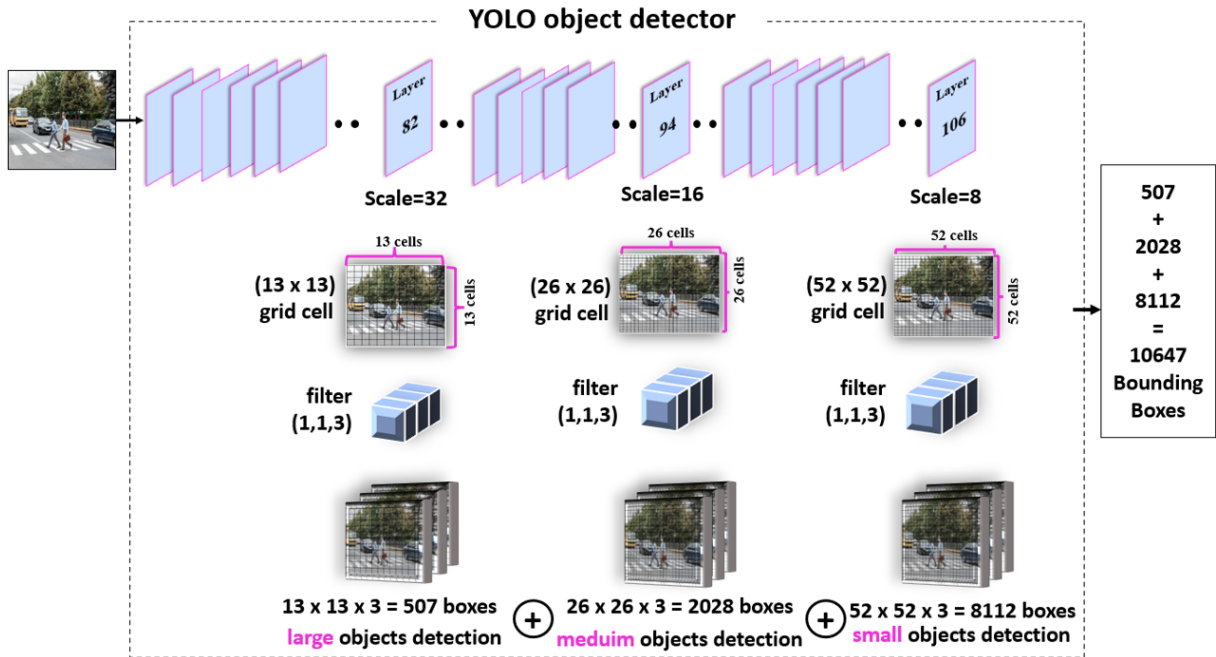 YOLO object detector
Layer
82
Layer
94
Layer
106
Scale=32
Scale=16
Scale=8
13 cells
26 cells
52 cells
(13 x 13)
grid cell
13 cells
(26 x 26)
grid cell
26 cells
(52 x 52)
grid cell
52 cells
filter
(1,1,3)
filter
(1,1,3)
filter
(1,1,3)
13 x 13 x 3 = 507 boxes
large objects detection
+
26 x 26 x 3 = 2028 boxes
meduim objects detection
+
52 x 52 x 3 = 8112 boxes
small objects detection
507
+
2028
+
8112
=
10647
Bounding
Boxes